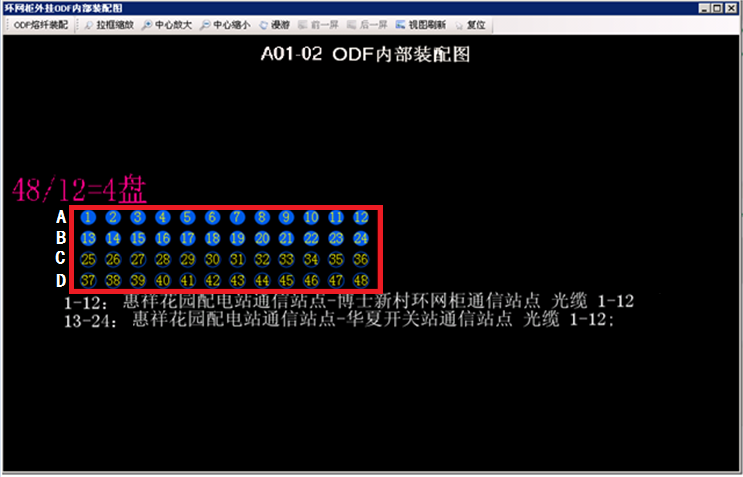 环网柜外挂ODF内部装配图
ODF熔纤装配 拉框缩放 中心放大 中心缩小 漫游 前一屏 后一屏 视图刷新 复位
A01-02 ODF内部装配图
48/12=4盘
A 1 2 3 4 5 6 7 8 9 10 11 12
B 13 14 15 16 17 18 19 20 21 22 23 24
C 25 26 27 28 29 30 31 32 33 34 35 36
D 37 38 39 40 41 42 43 44 45 46 47 48
1-12: 惠祥花园配电站通信站点-博士新村环网柜通信站点 光缆 1-12
13-24: 惠祥花园配电站通信站点-华夏开关站通信站点 光缆 1-12;